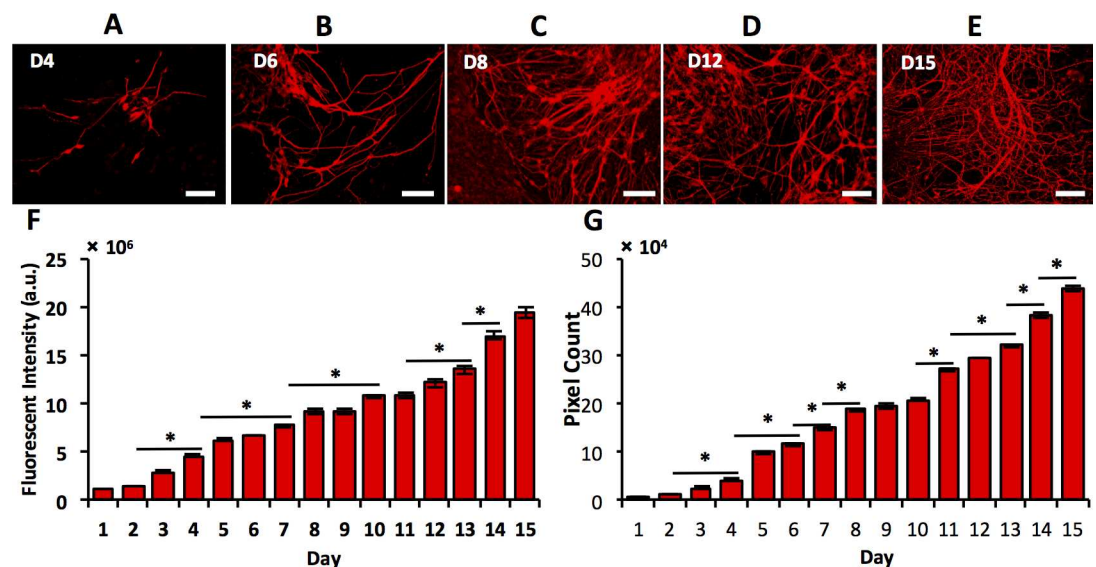 A B C D E
D4 D6 D8 D12 D15
F
× 10⁶
Fluorescent Intensity (a.u.)
25
20
15
10
5
0
* * * * *
1 2 3 4 5 6 7 8 9 10 11 12 13 14 15
Day
G
× 10⁴
Pixel Count
50
40
30
20
10
0
* * * * * * * *
1 2 3 4 5 6 7 8 9 10 11 12 13 14 15
Day